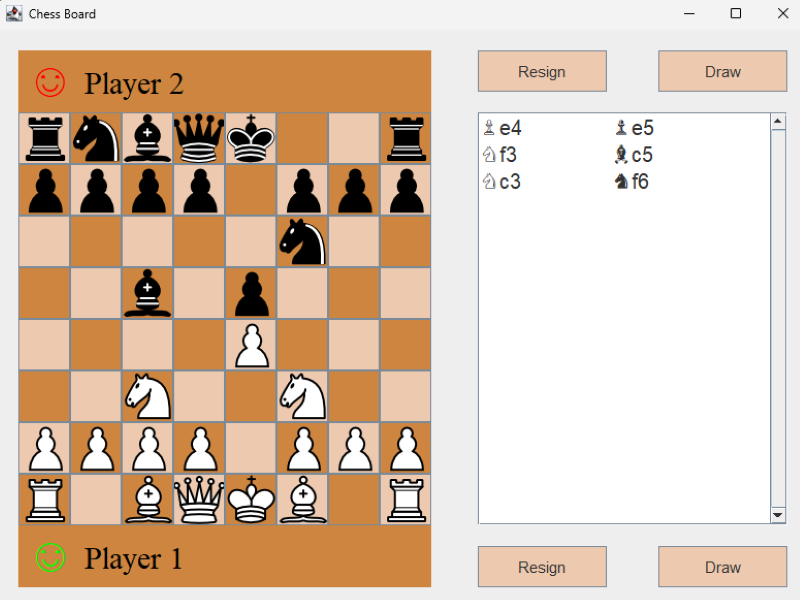 Chess Board
Player 2
Resign
Draw
♗e4 ♝e5
♘f3 ♝c5
♘c3 ♞f6
Player 1
Resign
Draw